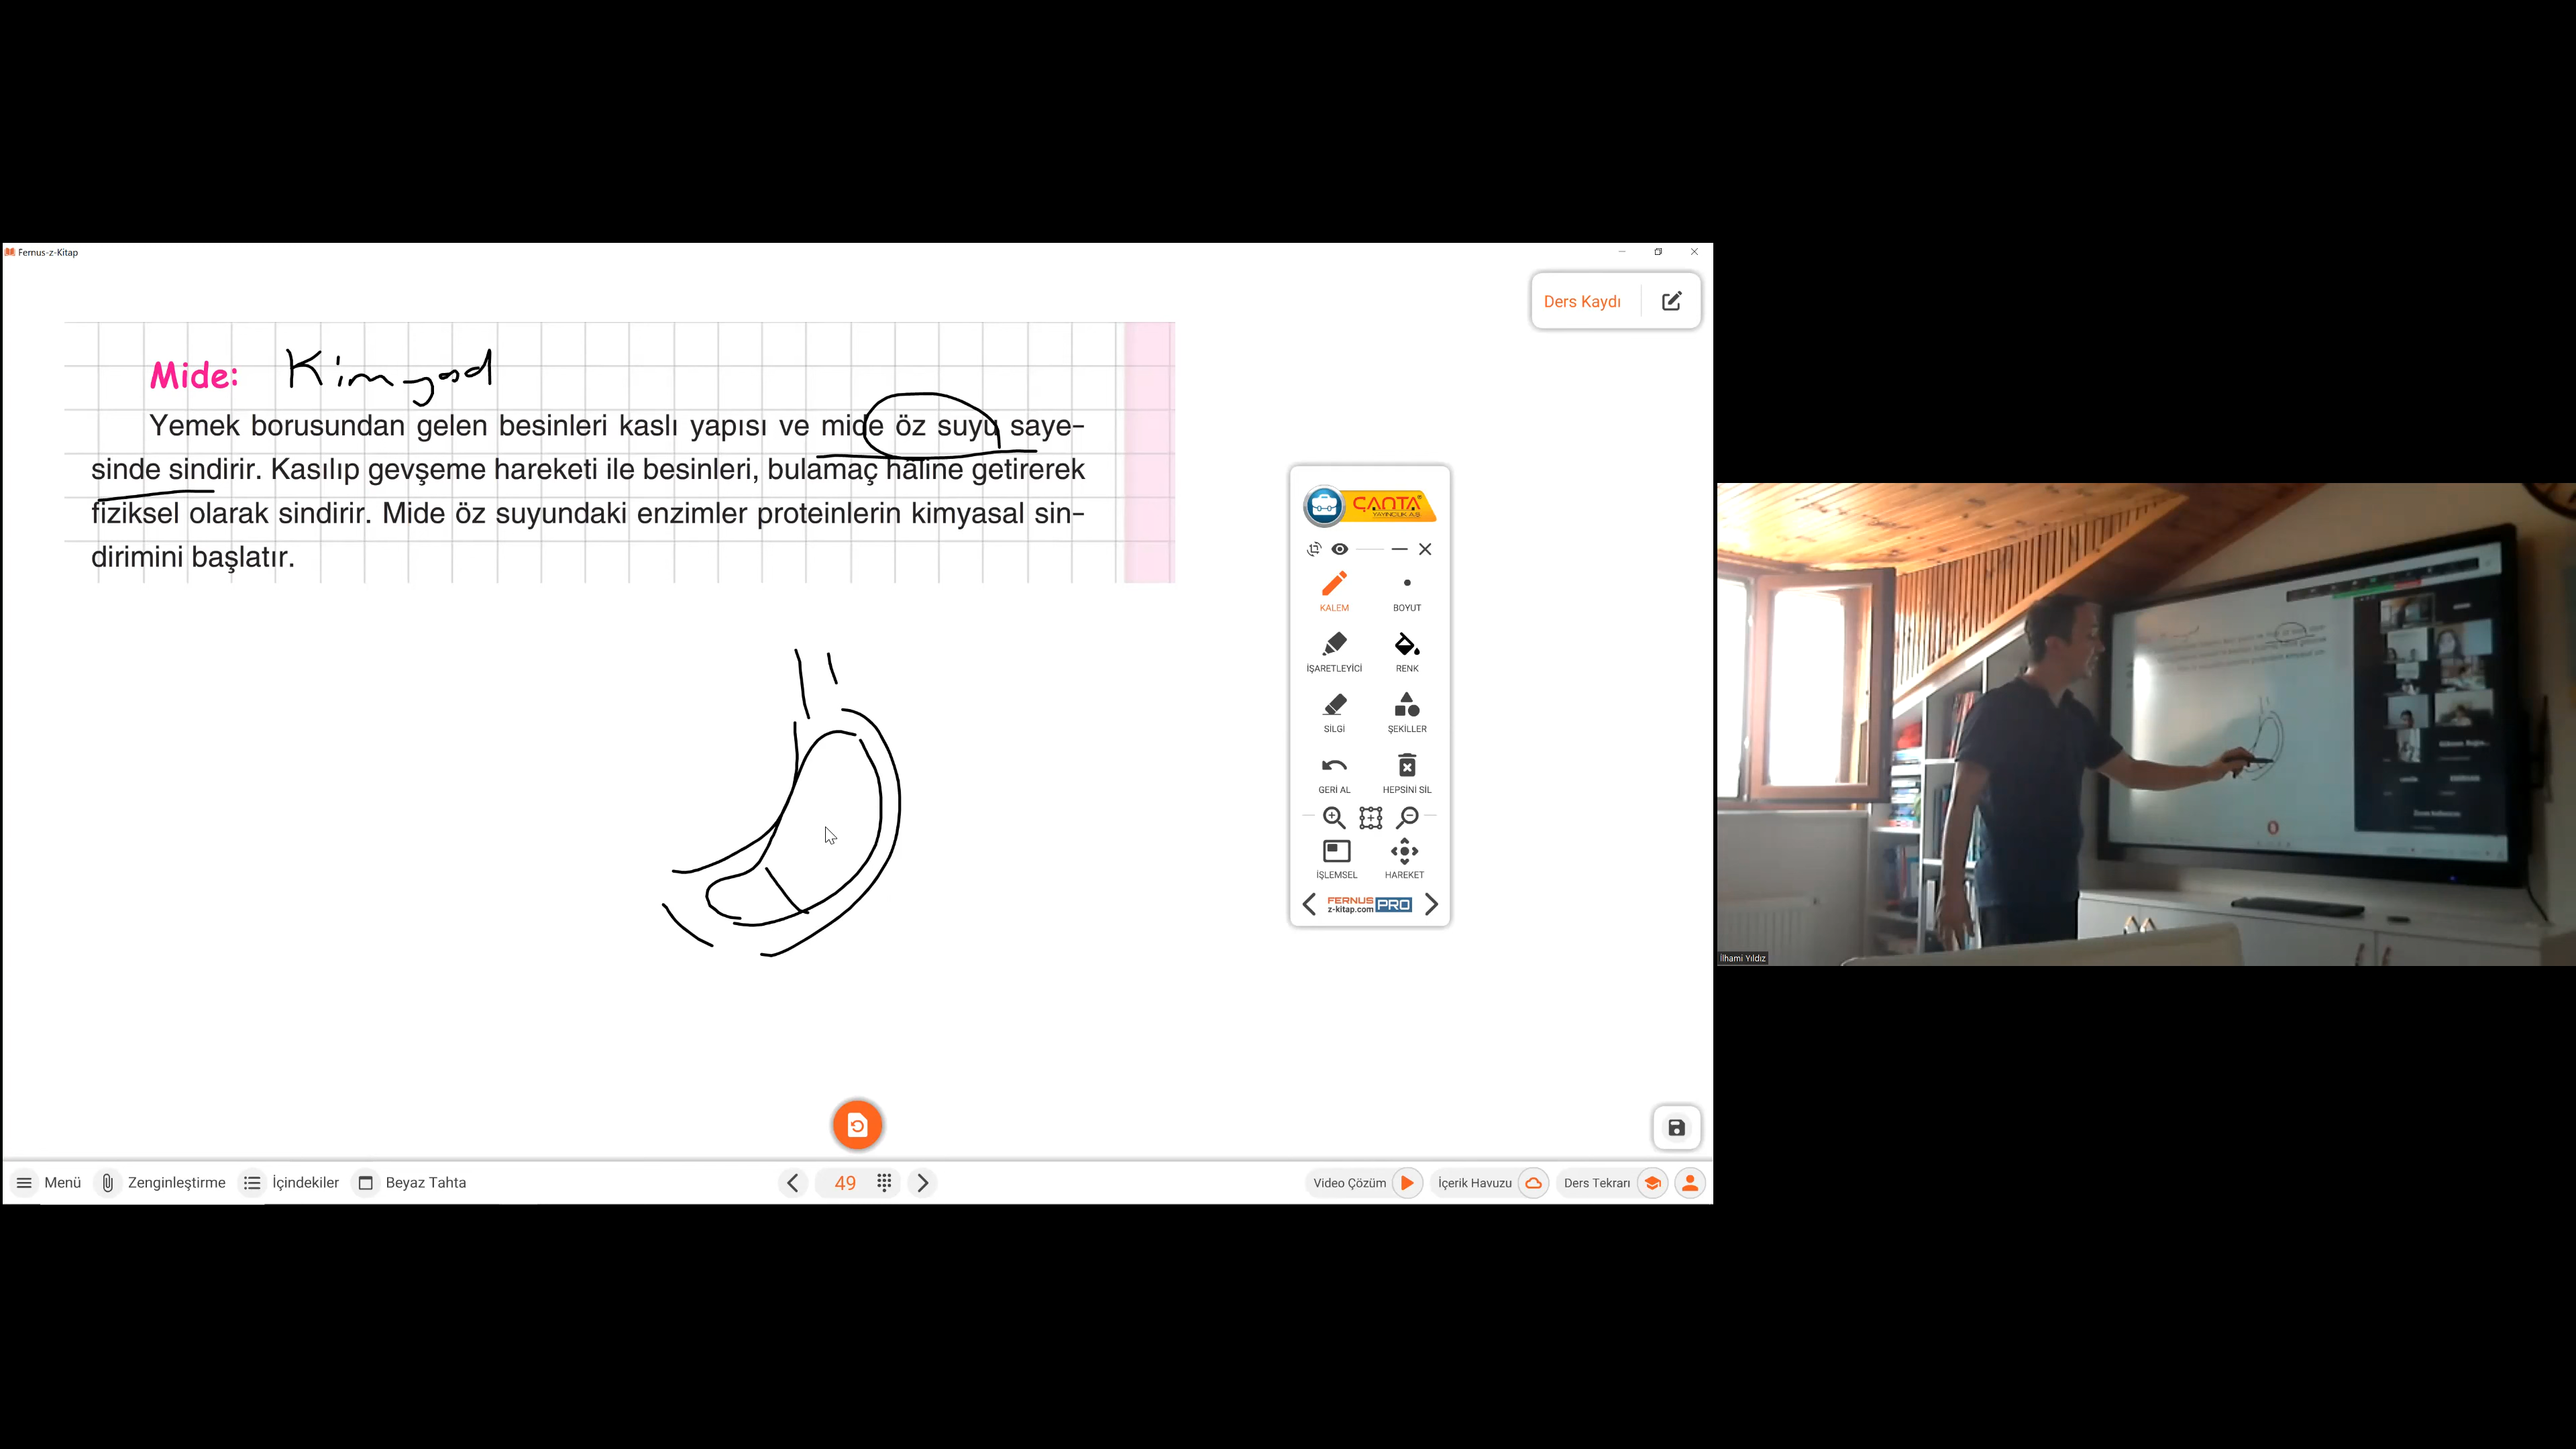 Fernus-z-Kitap
Ders Kaydı
Mide:
Yemek borusundan gelen besinleri kaslı yapısı ve mide öz suyu saye-
sinde sindirir. Kasılıp gevşeme hareketi ile besinleri, bulamaç hâline getirerek
fiziksel olarak sindirir. Mide öz suyundaki enzimler proteinlerin kimyasal sin-
dirimini başlatır.
ÇANTA
YAYINCILIK A.Ş
KALEM
BOYUT
İŞARETLEYİCİ
RENK
SİLGİ
ŞEKİLLER
GERİ AL
HEPSİNİ SİL
İŞLEMSEL
HAREKET
FERNUS
z-kitap.com PRO
İlhami Yıldız
Menü
Zenginleştirme
İçindekiler
Beyaz Tahta
49
Video Çözüm
İçerik Havuzu
Ders Tekrarı